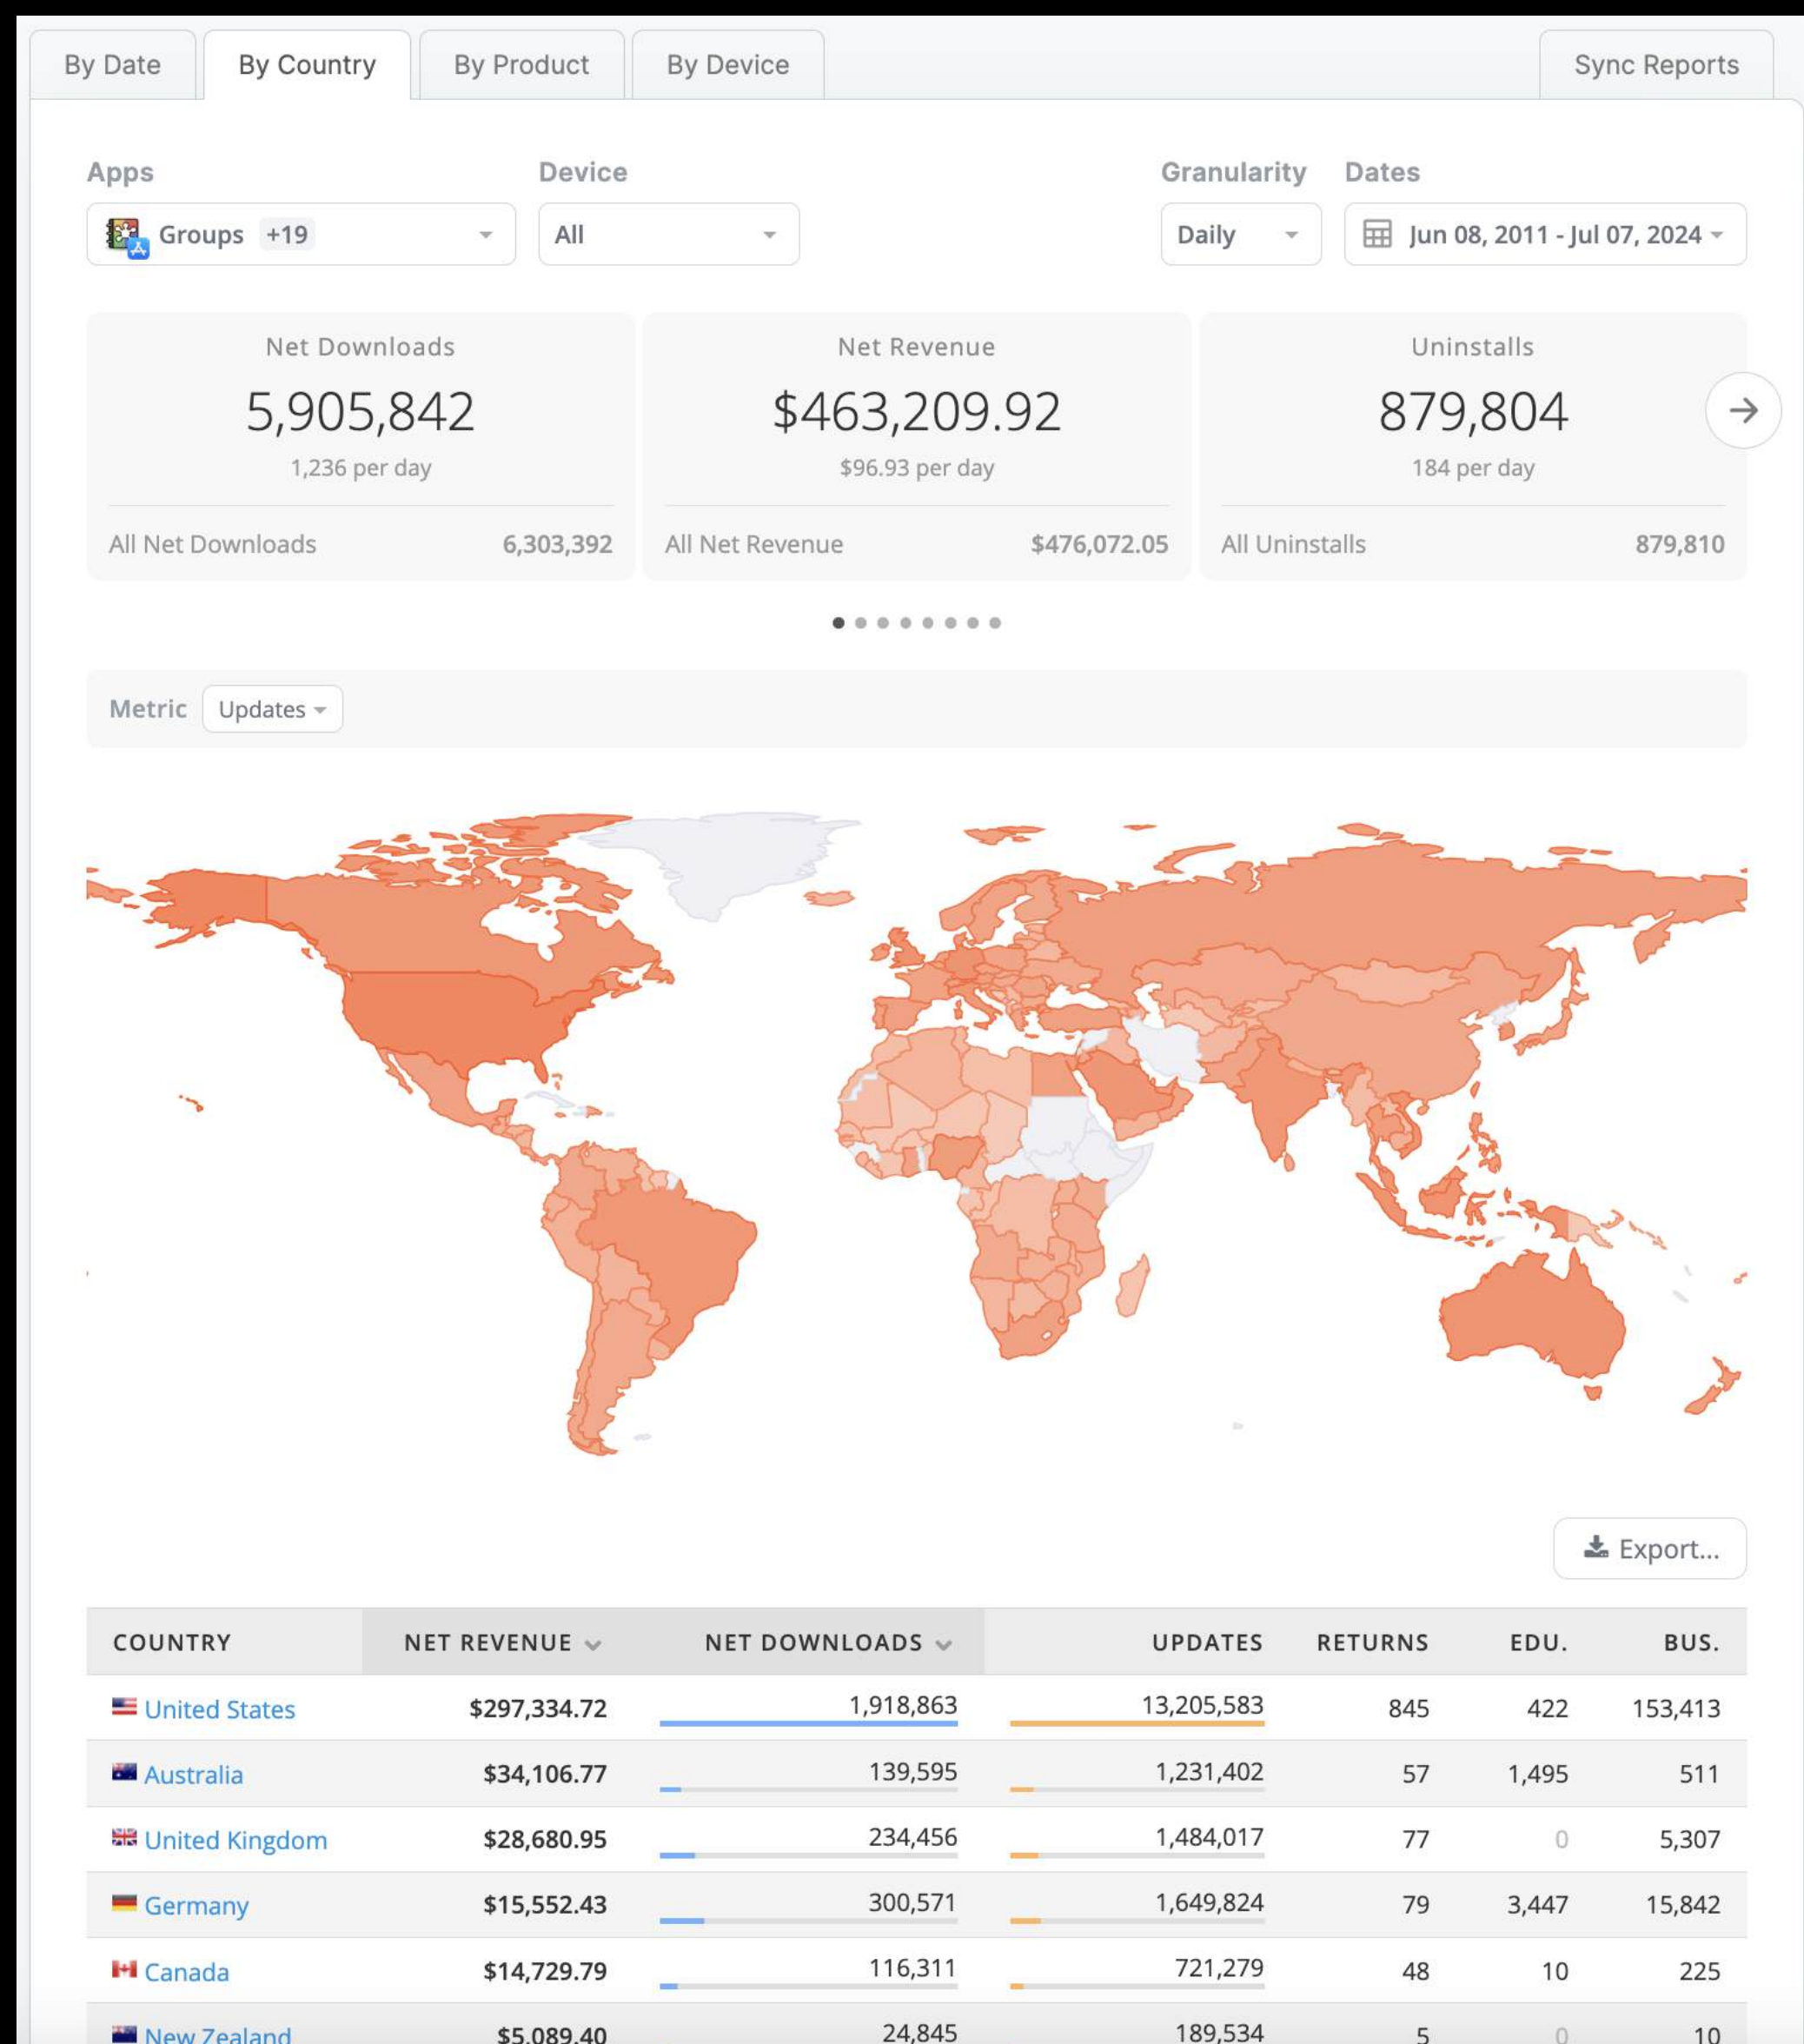 By Date By Country By Product By Device Sync Reports
Apps Device Granularity Dates
Groups +19 All Daily Jun 08, 2011 - Jul 07, 2024
Net Downloads Net Revenue Uninstalls
5,905,842 $463,209.92 879,804
1,236 per day $96.93 per day 184 per day
All Net Downloads 6,303,392 All Net Revenue $476,072.05 All Uninstalls 879,810
Metric Updates
Export...
COUNTRY NET REVENUE NET DOWNLOADS UPDATES RETURNS EDU. BUS.
United States $297,334.72 1,918,863 13,205,583 845 422 153,413
Australia $34,106.77 139,595 1,231,402 57 1,495 511
United Kingdom $28,680.95 234,456 1,484,017 77 0 5,307
Germany $15,552.43 300,571 1,649,824 79 3,447 15,842
Canada $14,729.79 116,311 721,279 48 10 225
New Zealand $5,089.40 24,845 189,534 5 0 10